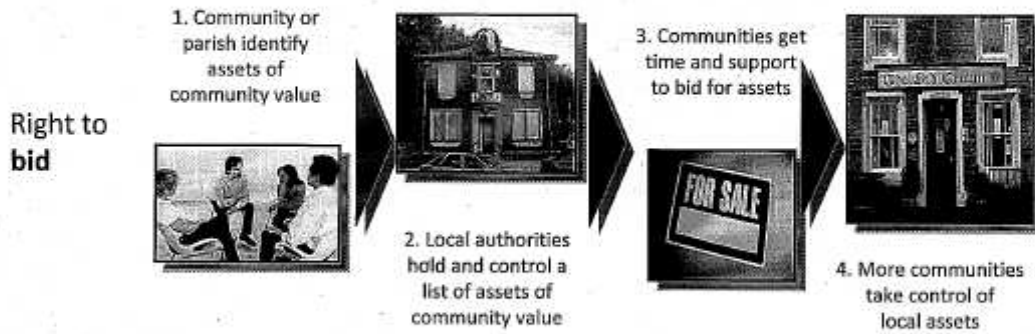 Right to
bid
1. Community or
parish identify
assets of
community value
2. Local authorities
hold and control a
list of assets of
community value
3. Communities get
time and support
to bid for assets
FOR SALE
4. More communities
take control of
local assets